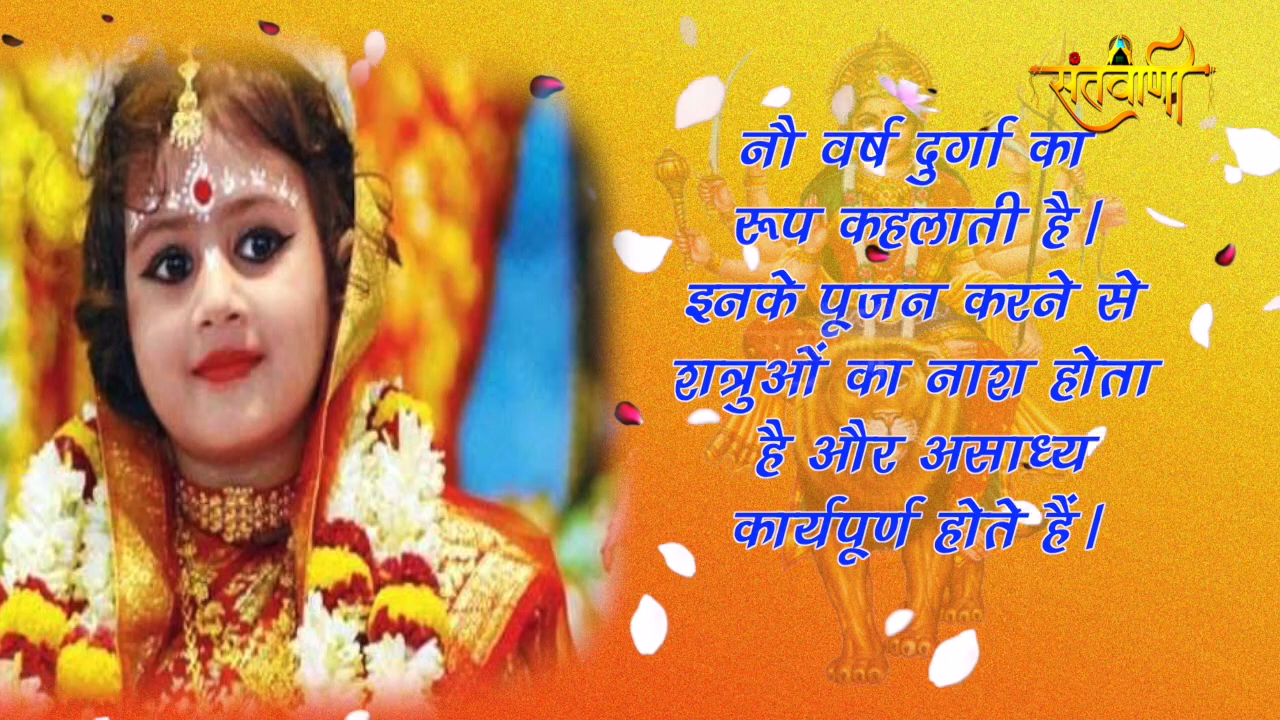 संतवाणी
नौ वर्ष दुर्गा का
रूप कहलाती है।
इनके पूजन करने से
शत्रुओं का नाश होता
है और असाध्य
कार्यपूर्ण होते हैं।